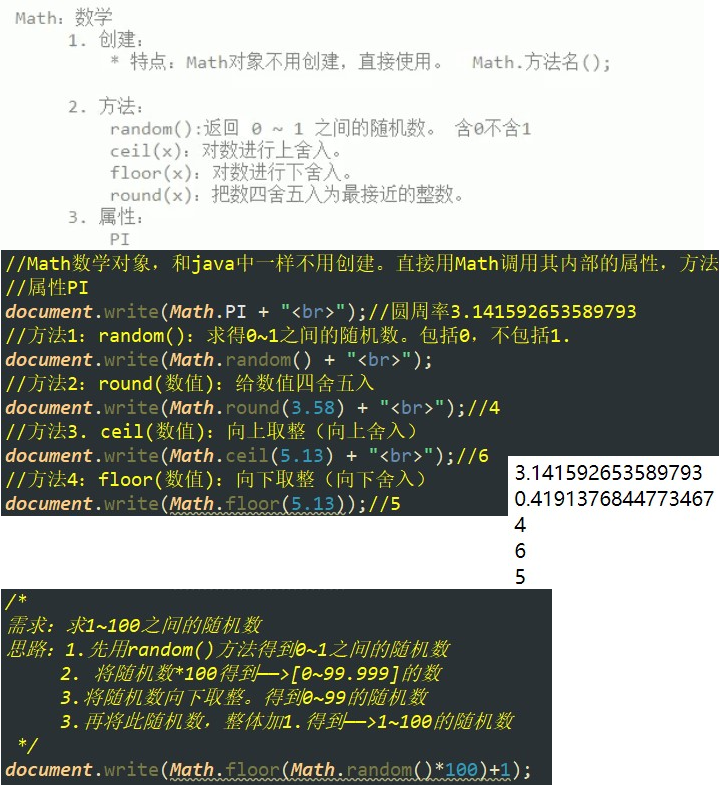 Math：数学
1. 创建：
* 特点：Math对象不用创建，直接使用。  Math.方法名();
2. 方法：
random():返回 0 ~ 1 之间的随机数。 含0不含1
ceil(x)：对数进行上舍入。
floor(x)：对数进行下舍入。
round(x)：把数四舍五入为最接近的整数。
3. 属性：
PI
//Math数学对象，和java中一样不用创建。直接用Math调用其内部的属性，方法
//属性PI
document.write(Math.PI + "<br>");//圆周率3.141592653589793
//方法1：random()：求得0~1之间的随机数。包括0，不包括1.
document.write(Math.random() + "<br>");
//方法2：round(数值)：给数值四舍五入
document.write(Math.round(3.58) + "<br>");//4
//方法3. ceil(数值)：向上取整（向上舍入）
document.write(Math.ceil(5.13) + "<br>");//6
//方法4：floor(数值)：向下取整（向下舍入）
document.write(Math.floor(5.13));//5
3.141592653589793
0.4191376844773467
4
6
5
/*
需求：求1~100之间的随机数
思路：1.先用random()方法得到0~1之间的随机数
2. 将随机数*100得到——>[0~99.999]的数
3.将随机数向下取整。得到0~99的随机数
3.再将此随机数，整体加1.得到——>1~100的随机数
*/
document.write(Math.floor(Math.random()*100)+1);